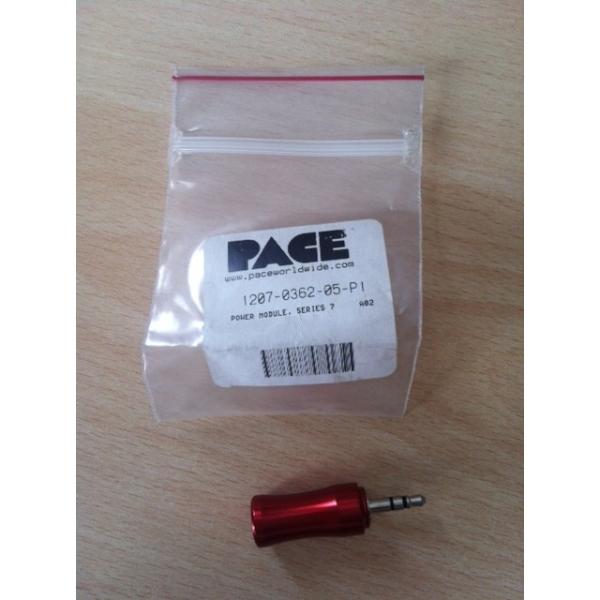 PACE
www.paceworldwide.com
1207-0362-05-P1
POWER MODULE, SERIES 7 A02